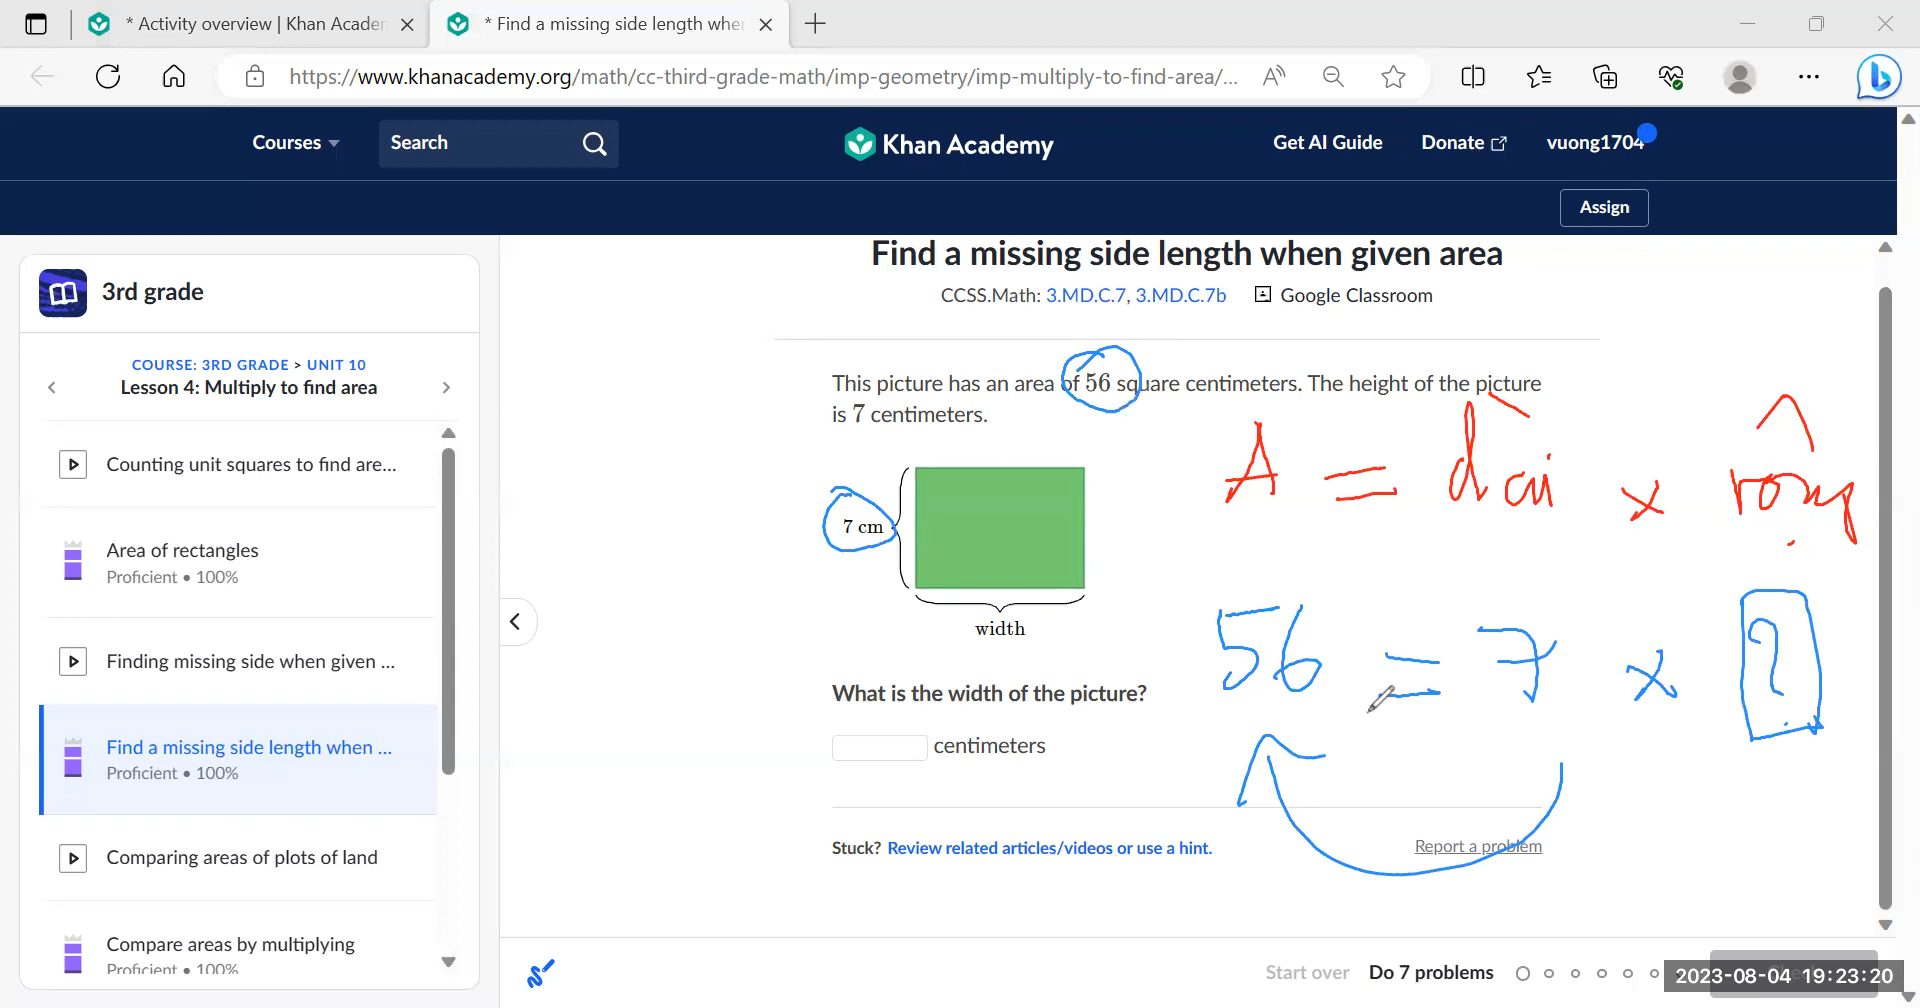 * Activity overview | Khan Acader
* Find a missing side length wher
https://www.khanacademy.org/math/cc-third-grade-math/imp-geometry/imp-multiply-to-find-area/...
Courses
Search
Khan Academy
Get AI Guide
Donate
vuong1704
Assign
3rd grade
COURSE: 3RD GRADE > UNIT 10
Lesson 4: Multiply to find area
Counting unit squares to find are...
Area of rectangles
Proficient • 100%
Finding missing side when given ...
Find a missing side length when ...
Proficient • 100%
Comparing areas of plots of land
Compare areas by multiplying
Proficient • 100%
Find a missing side length when given area
CCSS.Math: 3.MD.C.7, 3.MD.C.7b
Google Classroom
This picture has an area of 56 square centimeters. The height of the picture
is 7 centimeters.
A = dài x rộng
7 cm
width
56 = 7 x ?
What is the width of the picture?
centimeters
Stuck? Review related articles/videos or use a hint.
Report a problem
Start over
Do 7 problems
2023-08-04 19:23:20